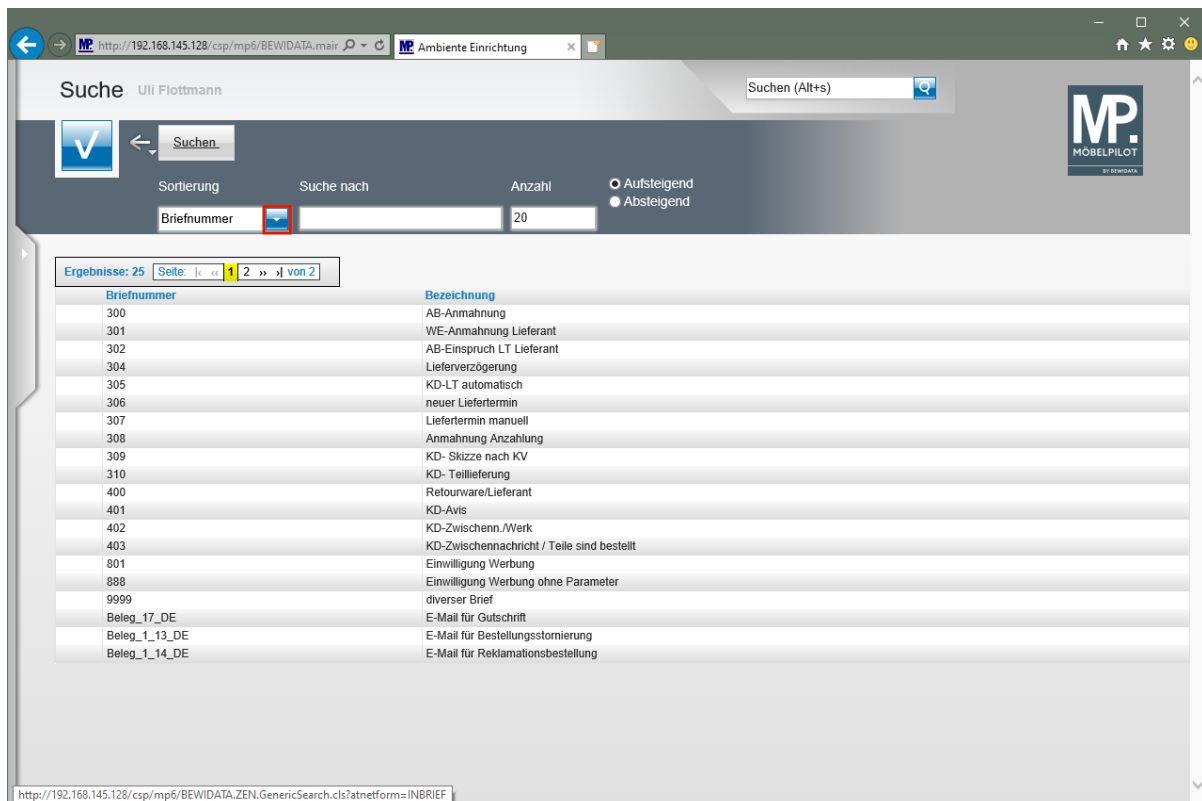 http://192.168.145.128/csp/mp6/BEWIDATA.mair
MP. Ambiente Einrichtung
Suche Uli Flottmann
Suchen (Alt+s)
MP.
MÖBELPILOT
BY BEWIDATA
Suchen
Sortierung Suche nach Anzahl Aufsteigend
Absteigend
Briefnummer 20
Ergebnisse: 25 Seite: |‹ ‹‹ 1 2 ›› ›| von 2
Briefnummer Bezeichnung
300 AB-Anmahnung
301 WE-Anmahnung Lieferant
302 AB-Einspruch LT Lieferant
304 Lieferverzögerung
305 KD-LT automatisch
306 neuer Liefertermin
307 Liefertermin manuell
308 Anmahnung Anzahlung
309 KD- Skizze nach KV
310 KD- Teillieferung
400 Retourware/Lieferant
401 KD-Avis
402 KD-Zwischenn./Werk
403 KD-Zwischennachricht / Teile sind bestellt
801 Einwilligung Werbung
888 Einwilligung Werbung ohne Parameter
9999 diverser Brief
Beleg_17_DE E-Mail für Gutschrift
Beleg_1_13_DE E-Mail für Bestellungsstornierung
Beleg_1_14_DE E-Mail für Reklamationsbestellung
http://192.168.145.128/csp/mp6/BEWIDATA.ZEN.GenericSearch.cls?atnetform=INBRIEF